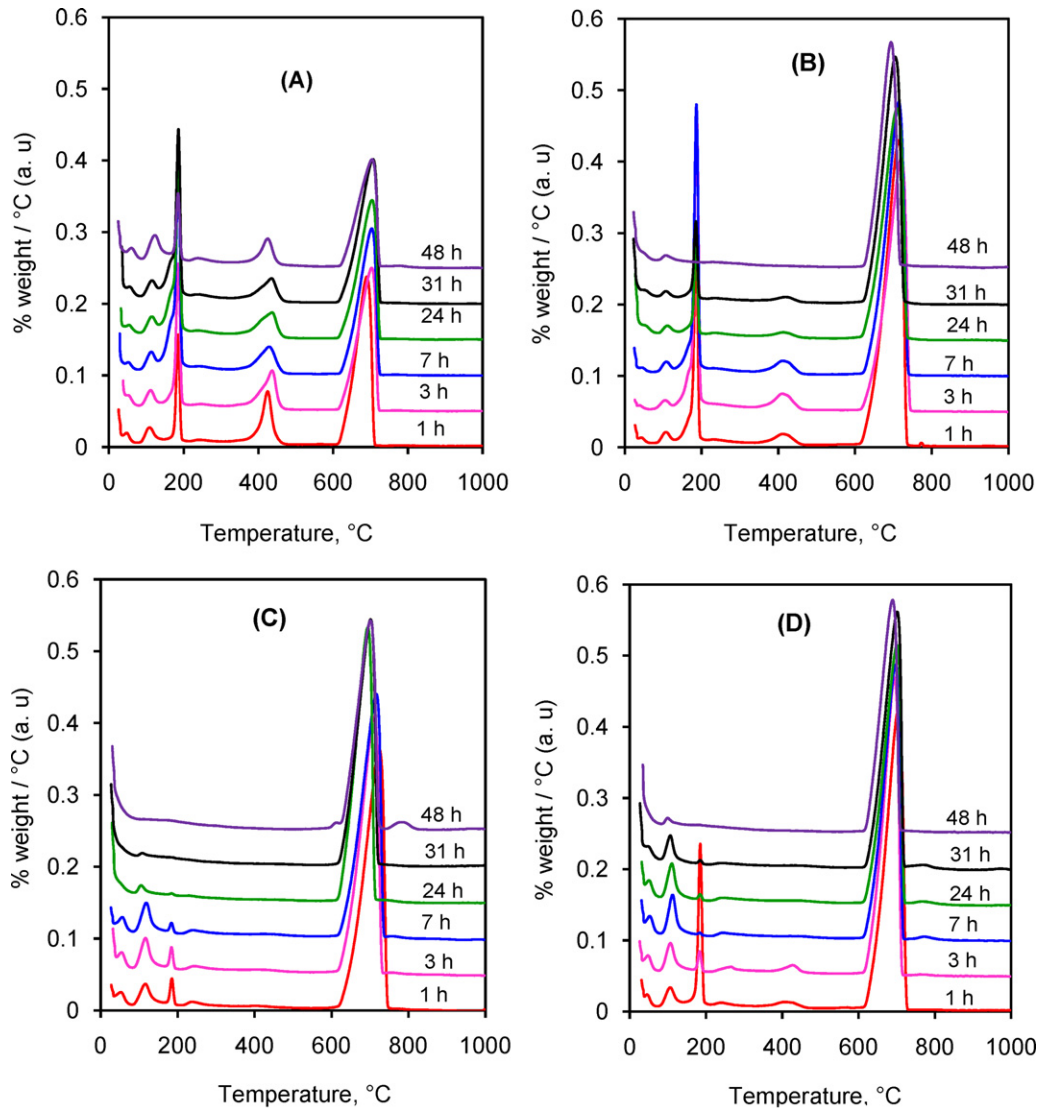 0.6
0.5
0.4
0.3
0.2
0.1
0
% weight / °C (a. u)
(A)
48 h
31 h
24 h
7 h
3 h
1 h
0 200 400 600 800 1000
Temperature, °C
0.6
0.5
0.4
0.3
0.2
0.1
0
% weight / °C (a. u)
(B)
48 h
31 h
24 h
7 h
3 h
1 h
0 200 400 600 800 1000
Temperature, °C
0.6
0.5
0.4
0.3
0.2
0.1
0
% weight / °C (a. u)
(C)
48 h
31 h
24 h
7 h
3 h
1 h
0 200 400 600 800 1000
Temperature, °C
0.6
0.5
0.4
0.3
0.2
0.1
0
% weight / °C (a. u)
(D)
48 h
31 h
24 h
7 h
3 h
1 h
0 200 400 600 800 1000
Temperature, °C